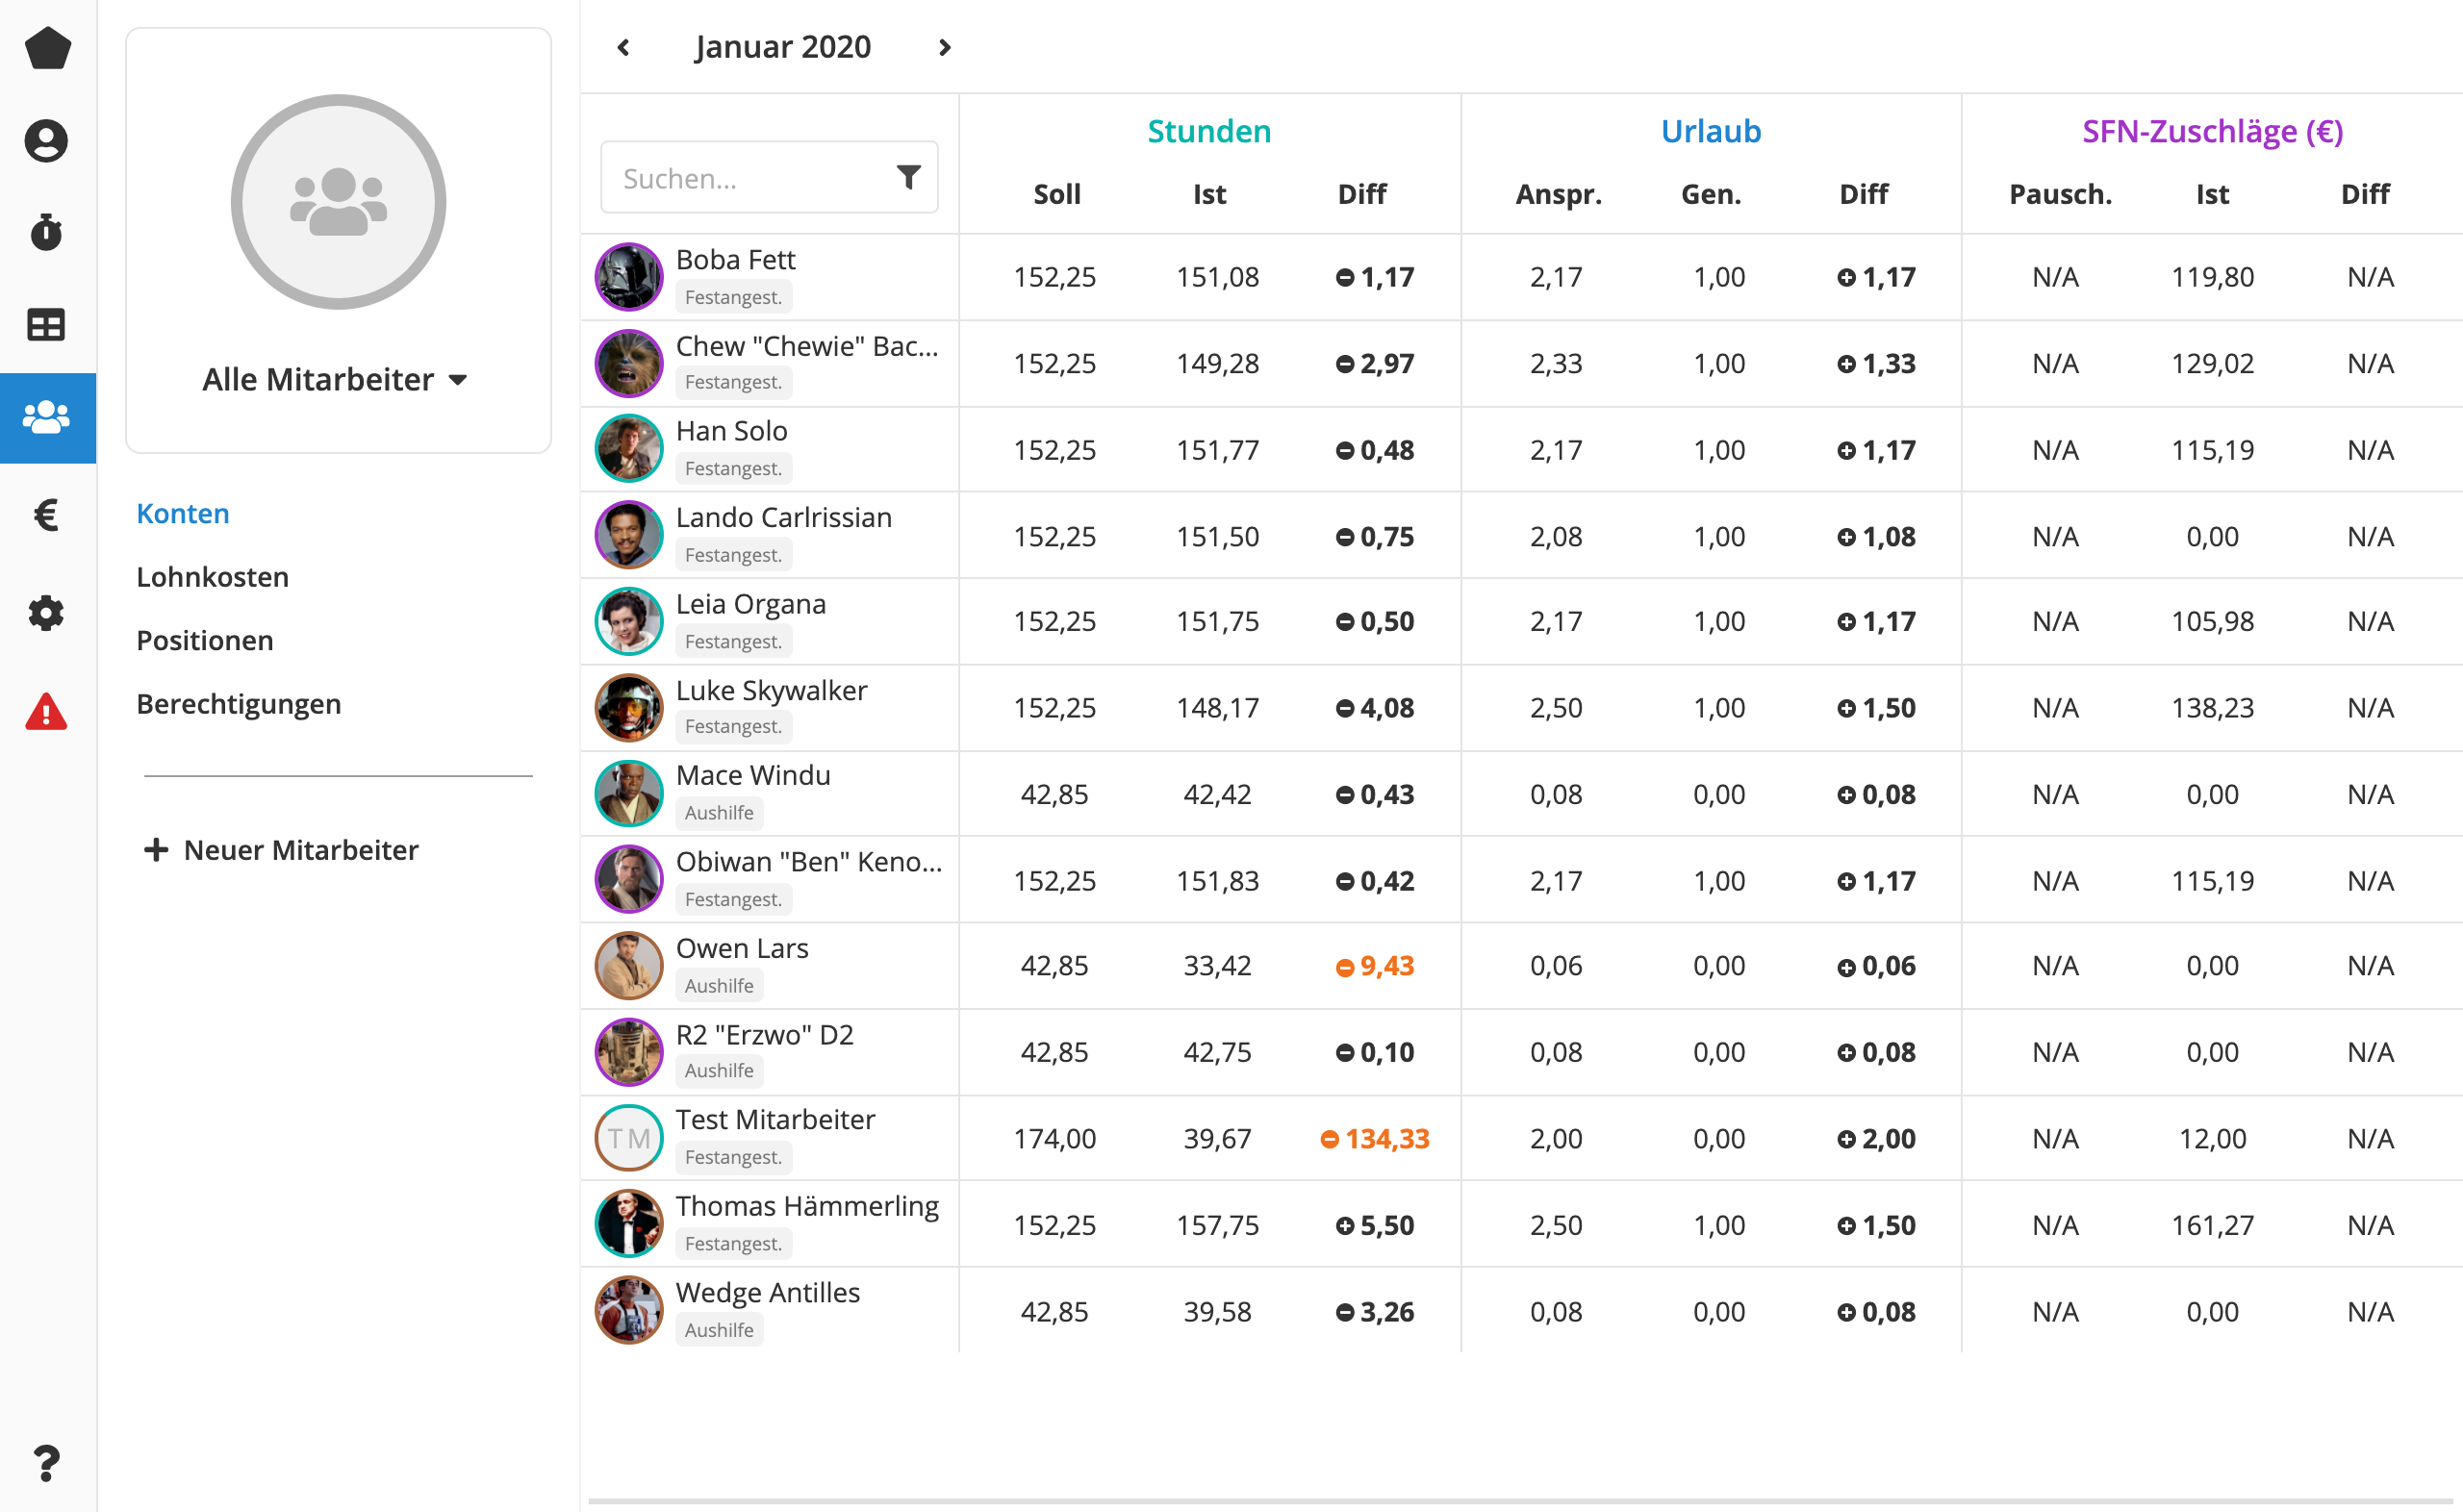 Januar 2020
Alle Mitarbeiter
Konten
Lohnkosten
Positionen
Berechtigungen
Neuer Mitarbeiter
Stunden Urlaub SFN-Zuschläge (€)
Suchen...
Soll Ist Diff Anspr. Gen. Diff Pausch. Ist Diff
Boba Fett
Festangest.
152,25 151,08 1,17 2,17 1,00 1,17 N/A 119,80 N/A
Chew "Chewie" Bac...
Festangest.
152,25 149,28 2,97 2,33 1,00 1,33 N/A 129,02 N/A
Han Solo
Festangest.
152,25 151,77 0,48 2,17 1,00 1,17 N/A 115,19 N/A
Lando Carlrissian
Festangest.
152,25 151,50 0,75 2,08 1,00 1,08 N/A 0,00 N/A
Leia Organa
Festangest.
152,25 151,75 0,50 2,17 1,00 1,17 N/A 105,98 N/A
Luke Skywalker
Festangest.
152,25 148,17 4,08 2,50 1,00 1,50 N/A 138,23 N/A
Mace Windu
Aushilfe
42,85 42,42 0,43 0,08 0,00 0,08 N/A 0,00 N/A
Obiwan "Ben" Keno...
Festangest.
152,25 151,83 0,42 2,17 1,00 1,17 N/A 115,19 N/A
Owen Lars
Aushilfe
42,85 33,42 9,43 0,06 0,00 0,06 N/A 0,00 N/A
R2 "Erzwo" D2
Aushilfe
42,85 42,75 0,10 0,08 0,00 0,08 N/A 0,00 N/A
TM
Test Mitarbeiter
Festangest.
174,00 39,67 134,33 2,00 0,00 2,00 N/A 12,00 N/A
Thomas Hämmerling
Festangest.
152,25 157,75 5,50 2,50 1,00 1,50 N/A 161,27 N/A
Wedge Antilles
Aushilfe
42,85 39,58 3,26 0,08 0,00 0,08 N/A 0,00 N/A